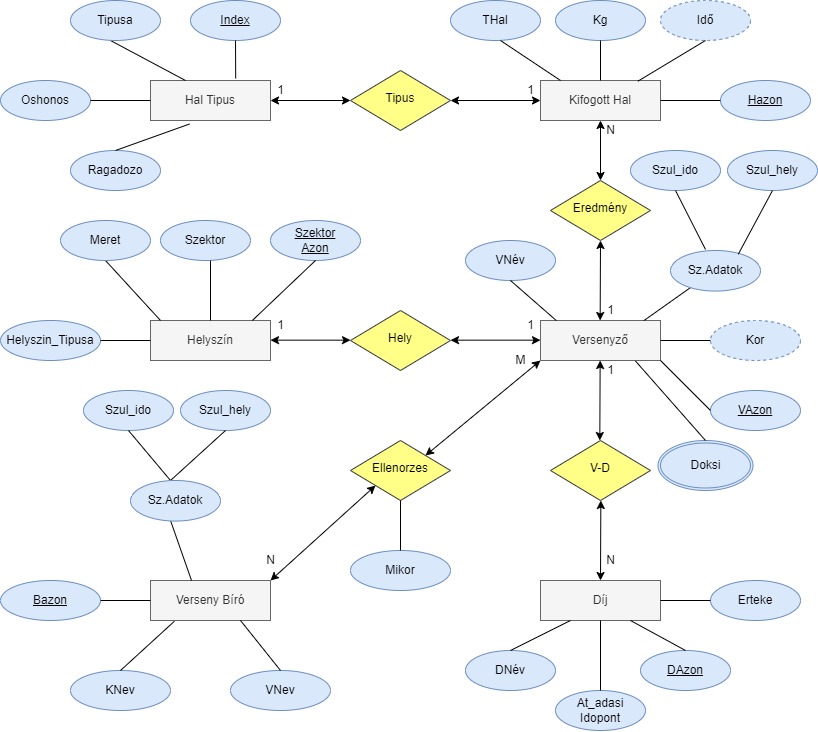 Tipusa
Index
THal
Kg
Idő
Oshonos
Hal Tipus
1
Tipus
1
Kifogott Hal
Hazon
N
Ragadozo
Szul_ido
Szul_hely
Eredmény
Meret
Szektor
Szektor
Azon
VNév
Sz.Adatok
1
Helyszin_Tipusa
Helyszín
1
Hely
1
Versenyző
Kor
M
1
Szul_ido
Szul_hely
VAzon
Ellenorzes
V-D
Doksi
Sz.Adatok
N
Mikor
N
Bazon
Verseny Bíró
Díj
Erteke
KNev
VNev
DNév
At_adasi
Idopont
DAzon